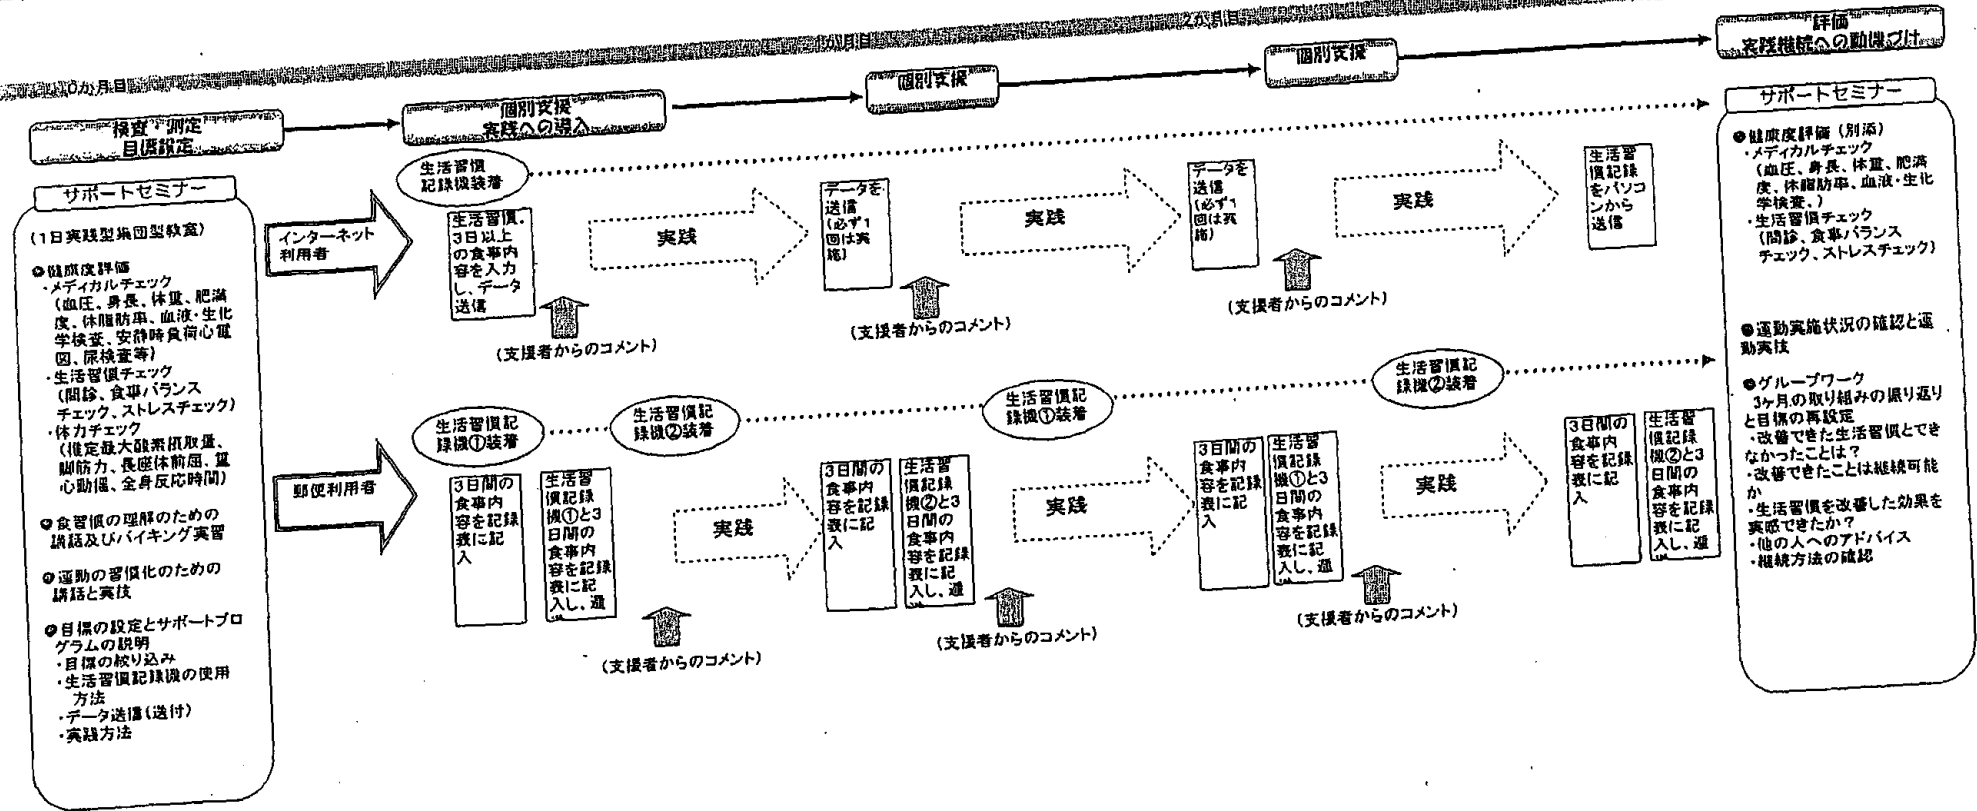 0か月目
1か月目
2か月目
検査・測定
目標設定
個別支援
実践への導入
個別支援
個別支援
評価
実践継続への動機づけ
サポートセミナー
(1日実践型集団型教室)
健康度評価
・メディカルチェック
(血圧、身長、体重、肥満
度、体脂肪率、血液・生化
学検査、安静時負荷心電
図、尿検査等)
・生活習慣チェック
(問診、食事バランス
チェック、ストレスチェック)
・体力チェック
(推定最大酸素摂取量、
脚筋力、長座体前屈、重
心動揺、全身反応時間)
食習慣の理解のための
講話及びバイキング実習
運動の習慣化のための
講話と実技
目標の設定とサポートプロ
グラムの説明
・目標の絞り込み
・生活習慣記録機の使用
方法
・データ送信(送付)
・実践方法
インターネット
利用者
生活習慣
記録機装着
生活習慣、
3日以上
の食事内
容を入力
し、データ
送信
(支援者からのコメント)
実践
データを
送信
(必ず1
回は実
施)
(支援者からのコメント)
実践
データを
送信
(必ず1
回は実
施)
(支援者からのコメント)
実践
生活習
慣記録
をパソコ
ンから
送信
郵便利用者
生活習慣記
録機①装着
生活習慣記
録機②装着
生活習慣記
録機①装着
生活習慣記
録機②装着
3日間の
食事内
容を記録
表に記
入
生活習
慣記録
機①と3
日間の
食事内
容を記録
表に記
入し、返
(支援者からのコメント)
実践
3日間の
食事内
容を記録
表に記
入
生活習
慣記録
機②と3
日間の
食事内
容を記録
表に記
入し、返
(支援者からのコメント)
実践
3日間の
食事内
容を記録
表に記
入
生活習
慣記録
機①と3
日間の
食事内
容を記録
表に記
入し、返
(支援者からのコメント)
実践
3日間の
食事内
容を記録
表に記
入
生活習
慣記録
機②と3
日間の
食事内
容を記録
表に記
入し、返
サポートセミナー
健康度評価(別添)
・メディカルチェック
(血圧、身長、体重、肥満
度、体脂肪率、血液・生化
学検査、)
・生活習慣チェック
(問診、食事バランス
チェック、ストレスチェック)
運動実施状況の確認と運
動実技
グループワーク
3ヶ月の取り組みの振り返り
と目標の再設定
・改善できた生活習慣とでき
なかったことは?
・改善できたことは継続可能
か
・生活習慣を改善した効果を
実感できたか?
・他の人へのアドバイス
・継続方法の確認